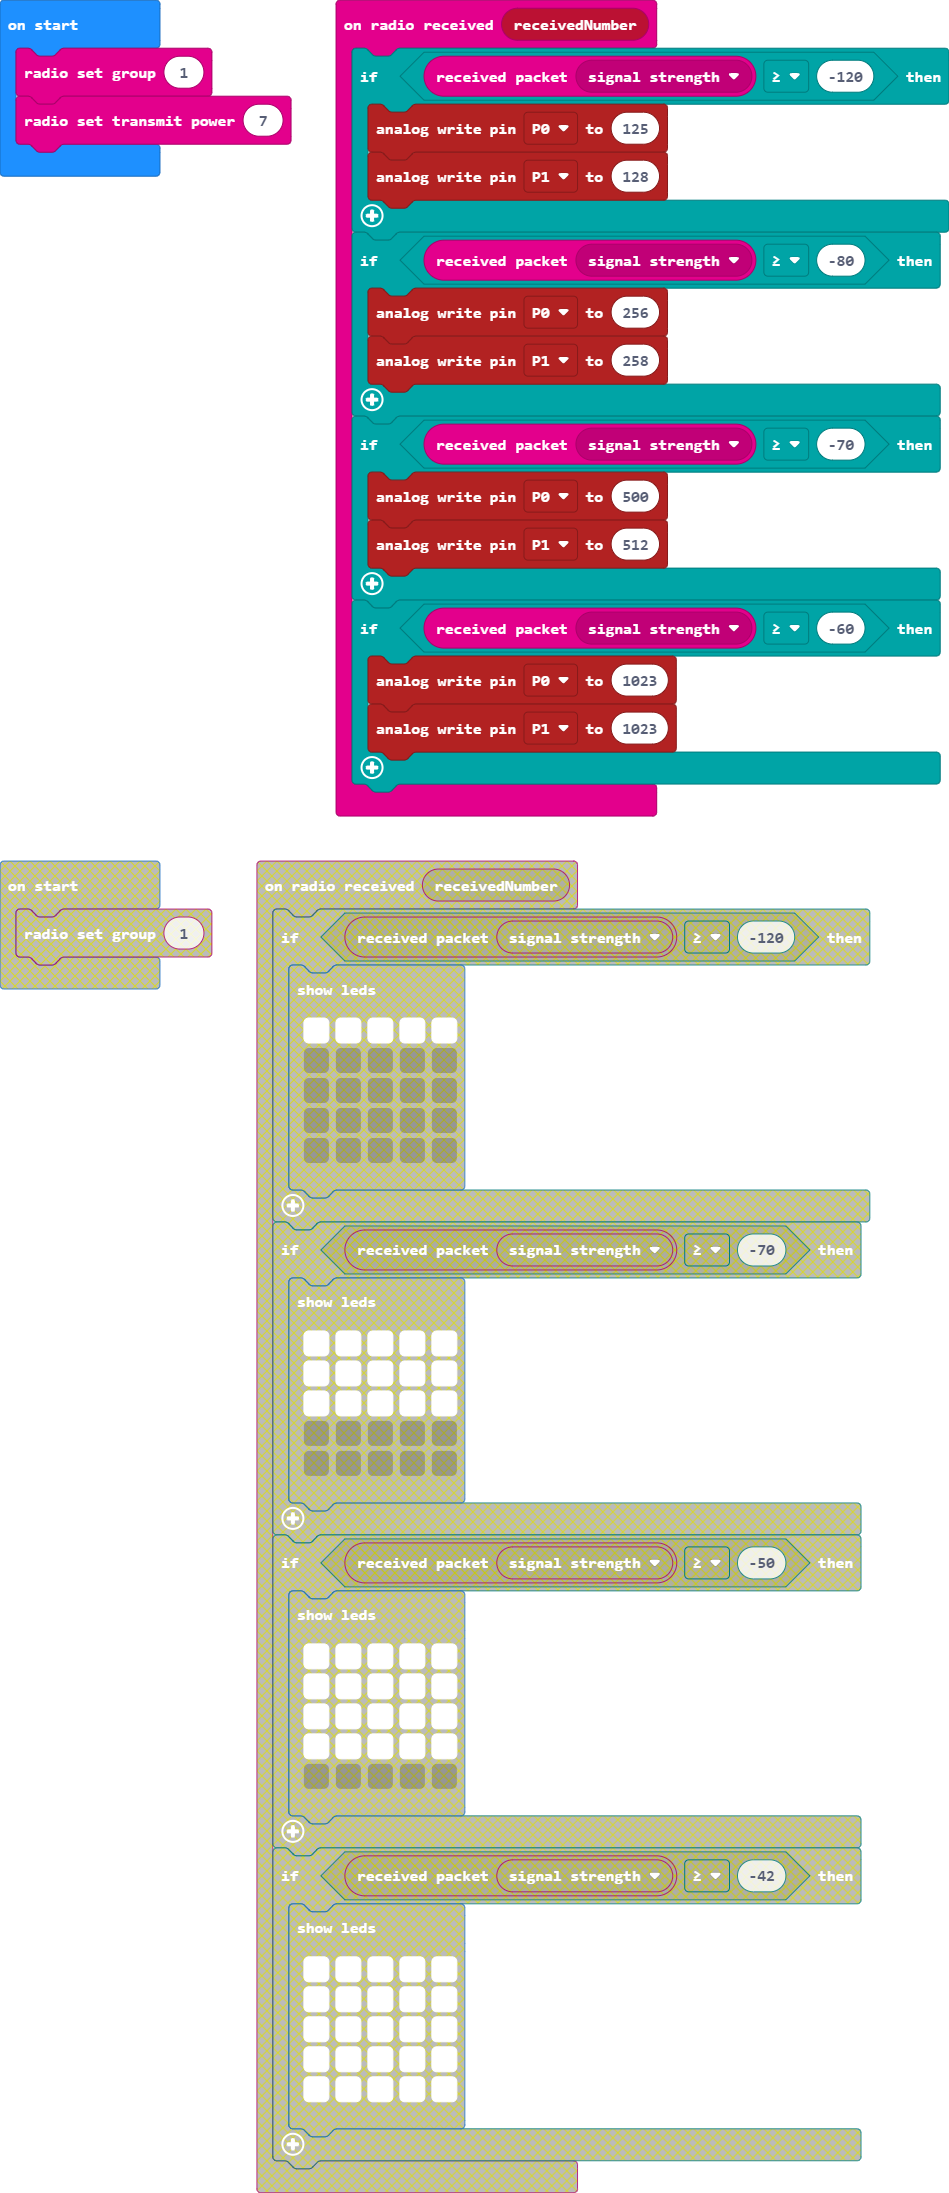 on start
radio set group 1
radio set transmit power 7
on radio received receivedNumber
if received packet signal strength ≥ -120 then
analog write pin P0 to 125
analog write pin P1 to 128
if received packet signal strength ≥ -80 then
analog write pin P0 to 256
analog write pin P1 to 258
if received packet signal strength ≥ -70 then
analog write pin P0 to 500
analog write pin P1 to 512
if received packet signal strength ≥ -60 then
analog write pin P0 to 1023
analog write pin P1 to 1023
on start
radio set group 1
on radio received receivedNumber
if received packet signal strength ≥ -120 then
show leds
if received packet signal strength ≥ -70 then
show leds
if received packet signal strength ≥ -50 then
show leds
if received packet signal strength ≥ -42 then
show leds